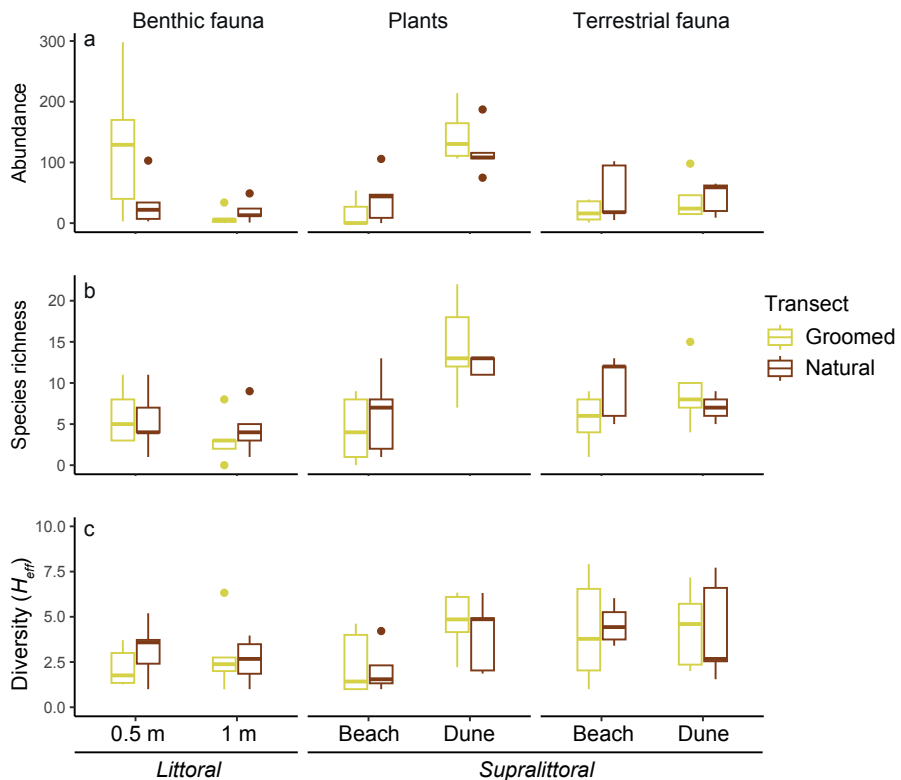 Benthic fauna Plants Terrestrial fauna
a
300
200
100
0
Abundance
b
20
15
10
5
0
Species richness
Transect
Groomed
Natural
c
10.0
7.5
5.0
2.5
0.0
Diversity (Heff)
0.5 m 1 m Beach Dune Beach Dune
Littoral Supralittoral